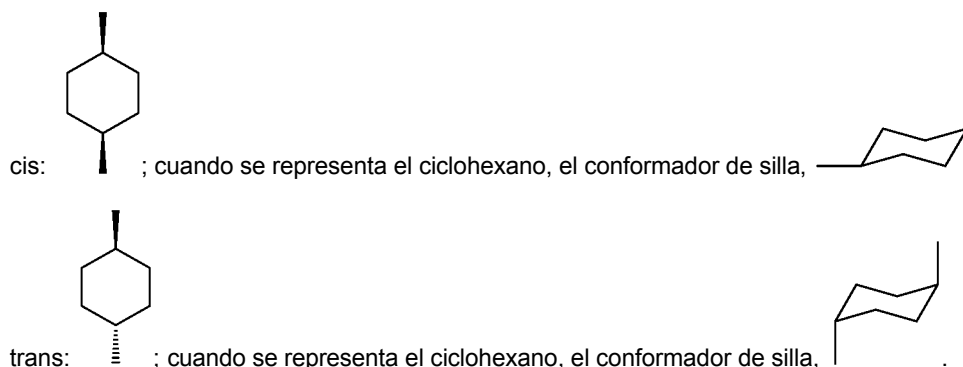 cis: ; cuando se representa el ciclohexano, el conformador de silla,
trans: ; cuando se representa el ciclohexano, el conformador de silla, .